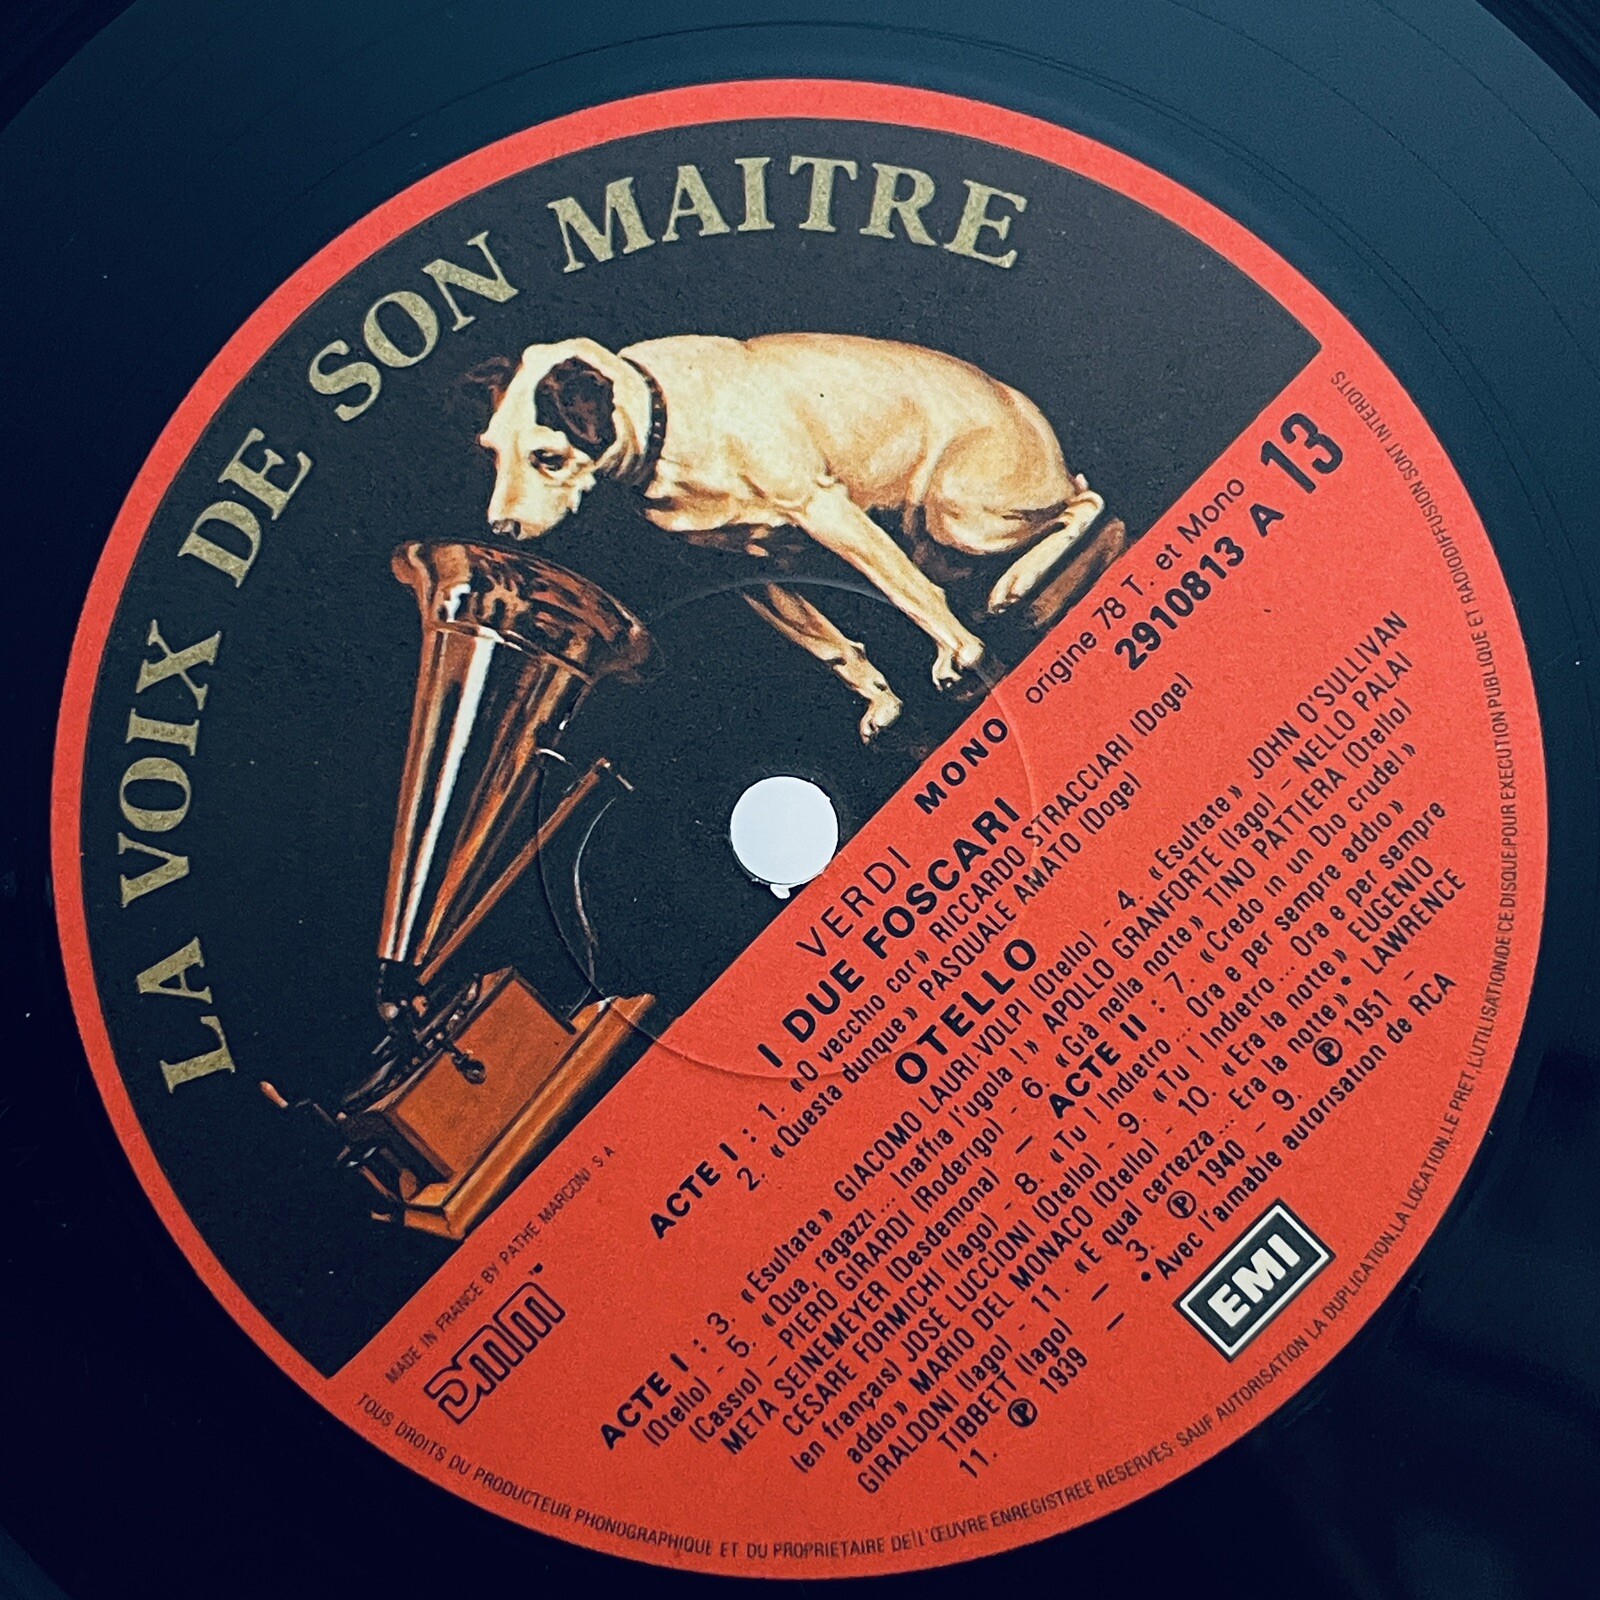 LA VOIX DE SON MAITRE
13
MONO origine 78 T. et Mono
2910813 A
VERDI
I DUE FOSCARI
ACTE I : 1. «O vecchio cor» RICCARDO STRACCIARI (Doge)
2. «Questa dunque» PASQUALE AMATO (Doge)
OTELLO
ACTE I : 3. «Esultate» GIACOMO LAURI-VOLPI (Otello) - 4. «Esultate» JOHN O'SULLIVAN
(Otello) - 5. «Qua, ragazzi... Inaffia l'ugola !» APOLLO GRANFORTE (Iago) – NELLO PALAI
(Cassio) - PIERO GIRARDI (Roderigo) - 6. «Già nella notte» TINO PATTIERA (Otello)
META SEINEMEYER (Desdemona) — ACTE II : 7. «Credo in un Dio crudel»
CESARE FORMICHI (Iago) - 8. «Tu ! Indietro... Ora e per sempre addio»
(en français) JOSÉ LUCCIONI (Otello) - 9. «Tu ! Indietro... Ora e per sempre
addio» MARIO DEL MONACO (Otello) - 10. «Era la notte» EUGENIO
GIRALDONI (Iago) - 11. «E qual certezza... Era la notte»* LAWRENCE
TIBBETT (Iago) — 3. ℗ 1940 - 9. ℗ 1951 -
11. ℗ 1939 — *Avec l'aimable autorisation de RCA
EMI
DMM™
MADE IN FRANCE BY PATHE MARCONI S A
TOUS DROITS DU PRODUCTEUR PHONOGRAPHIQUE ET DU PROPRIETAIRE DE L'ŒUVRE ENREGISTREE RESERVES. SAUF AUTORISATION LA DUPLICATION, LA LOCATION, LE PRET, L'UTILISATION DE CE DISQUE POUR EXECUTION PUBLIQUE ET RADIODIFFUSION SONT INTERDITS